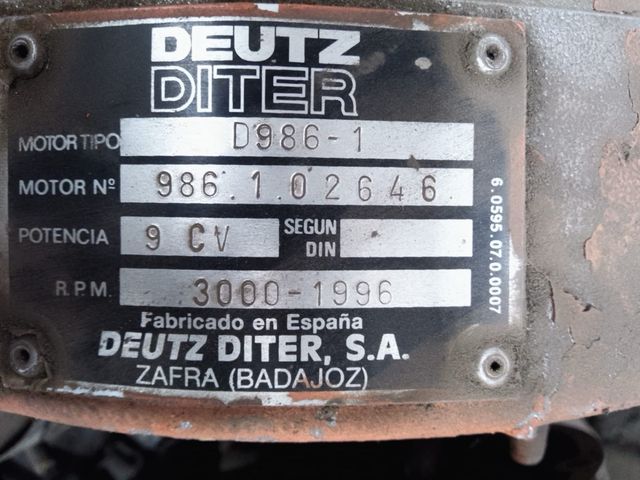 DEUTZ
DITER
MOTOR TIPO D986-1
MOTOR Nº 986.1.02646
POTENCIA 9 CV SEGUN DIN
R.P.M. 3000-1996
Fabricado en España
DEUTZ DITER, S.A.
ZAFRA (BADAJOZ)
6.0595.07.0.0007